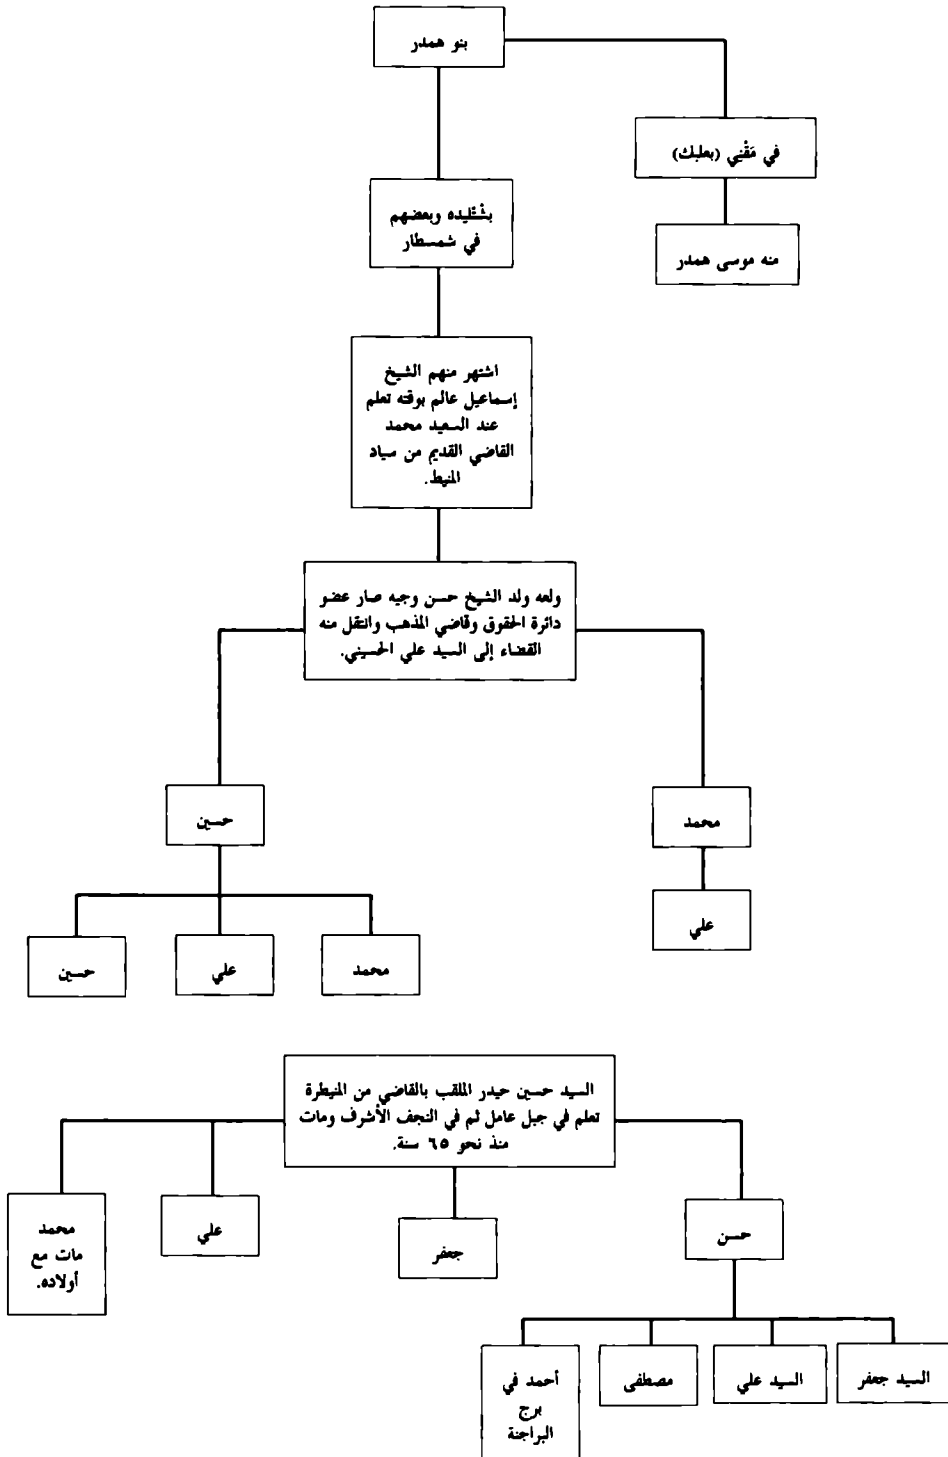 بنو همدر
في مَقْنِي (بعلبك)
منه موسى همدر
بشْتليده وبعضهم
في شمسطار
اشتهر منهم الشيخ
إسماعيل عالم بوقته تعلم
عند السعيد محمد
القاضي القديم من سياد
المنيط.
ولعه ولد الشيخ حسن وجيه صار عضو
دائرة الحقوق وقاضي المذهب وانتقل منه
القضاء إلى السيد علي الحسيني.
محمد
علي
حسين
محمد
علي
حسين
السيد حسين حيدر الملقب بالقاضي من المنيطرة
تعلم في جبل عامل ثم في النجف الأشرف ومات
منذ نحو ٦٥ سنة.
حسن
جعفر
علي
محمد
مات مع
أولاده.
السيد جعفر
السيد علي
مصطفى
أحمد في
برج
البراجنة